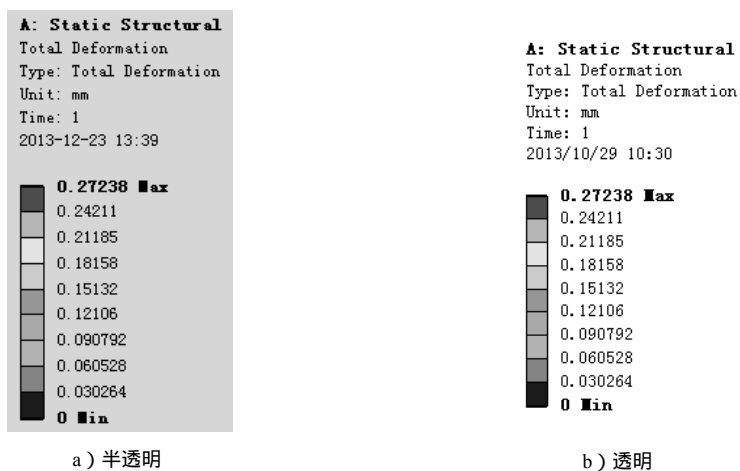 A: Static Structural
Total Deformation
Type: Total Deformation
Unit: mm
Time: 1
2013-12-23 13:39
0.27238 Max
0.24211
0.21185
0.18158
0.15132
0.12106
0.090792
0.060528
0.030264
0 Min
a）半透明
A: Static Structural
Total Deformation
Type: Total Deformation
Unit: mm
Time: 1
2013/10/29 10:30
0.27238 Max
0.24211
0.21185
0.18158
0.15132
0.12106
0.090792
0.060528
0.030264
0 Min
b）透明